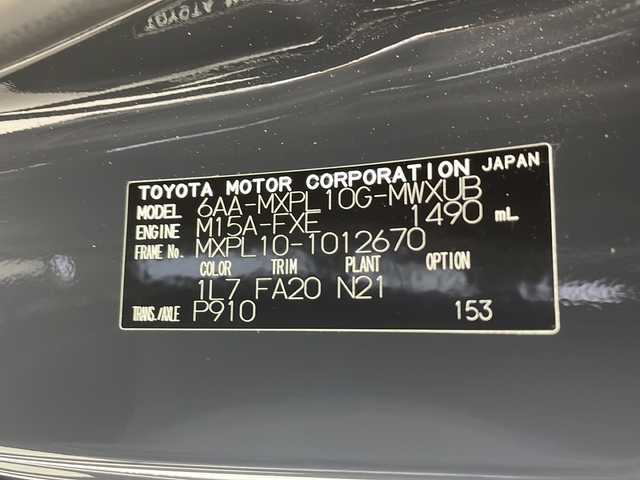 TOYOTA MOTOR CORPORATION JAPAN
MODEL 6AA-MXPL10G-MWXUB
ENGINE M15A-FXE 1490 mL
FRAME No. MXPL10-1012670
COLOR TRIM PLANT OPTION
1L7 FA20 N21
TRANS./AXLE P910 153